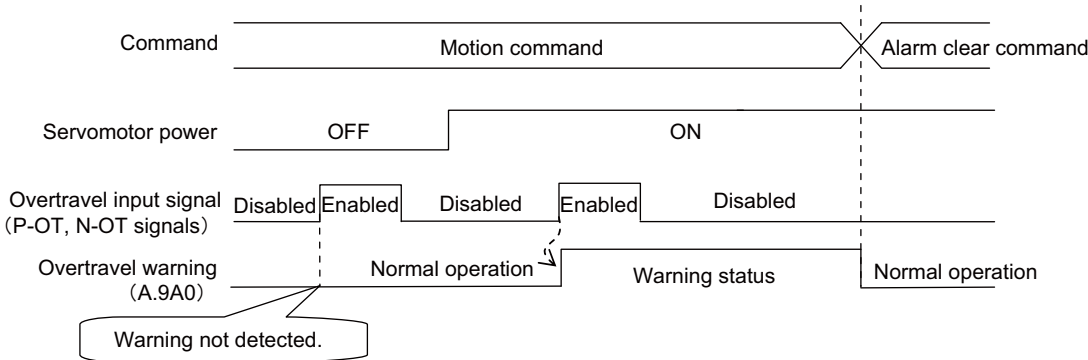 Command
Motion command
Alarm clear command
Servomotor power
OFF
ON
Overtravel input signal
（P-OT, N-OT signals）
Disabled
Enabled
Disabled
Enabled
Disabled
Overtravel warning
（A.9A0）
Normal operation
Warning status
Normal operation
Warning not detected.